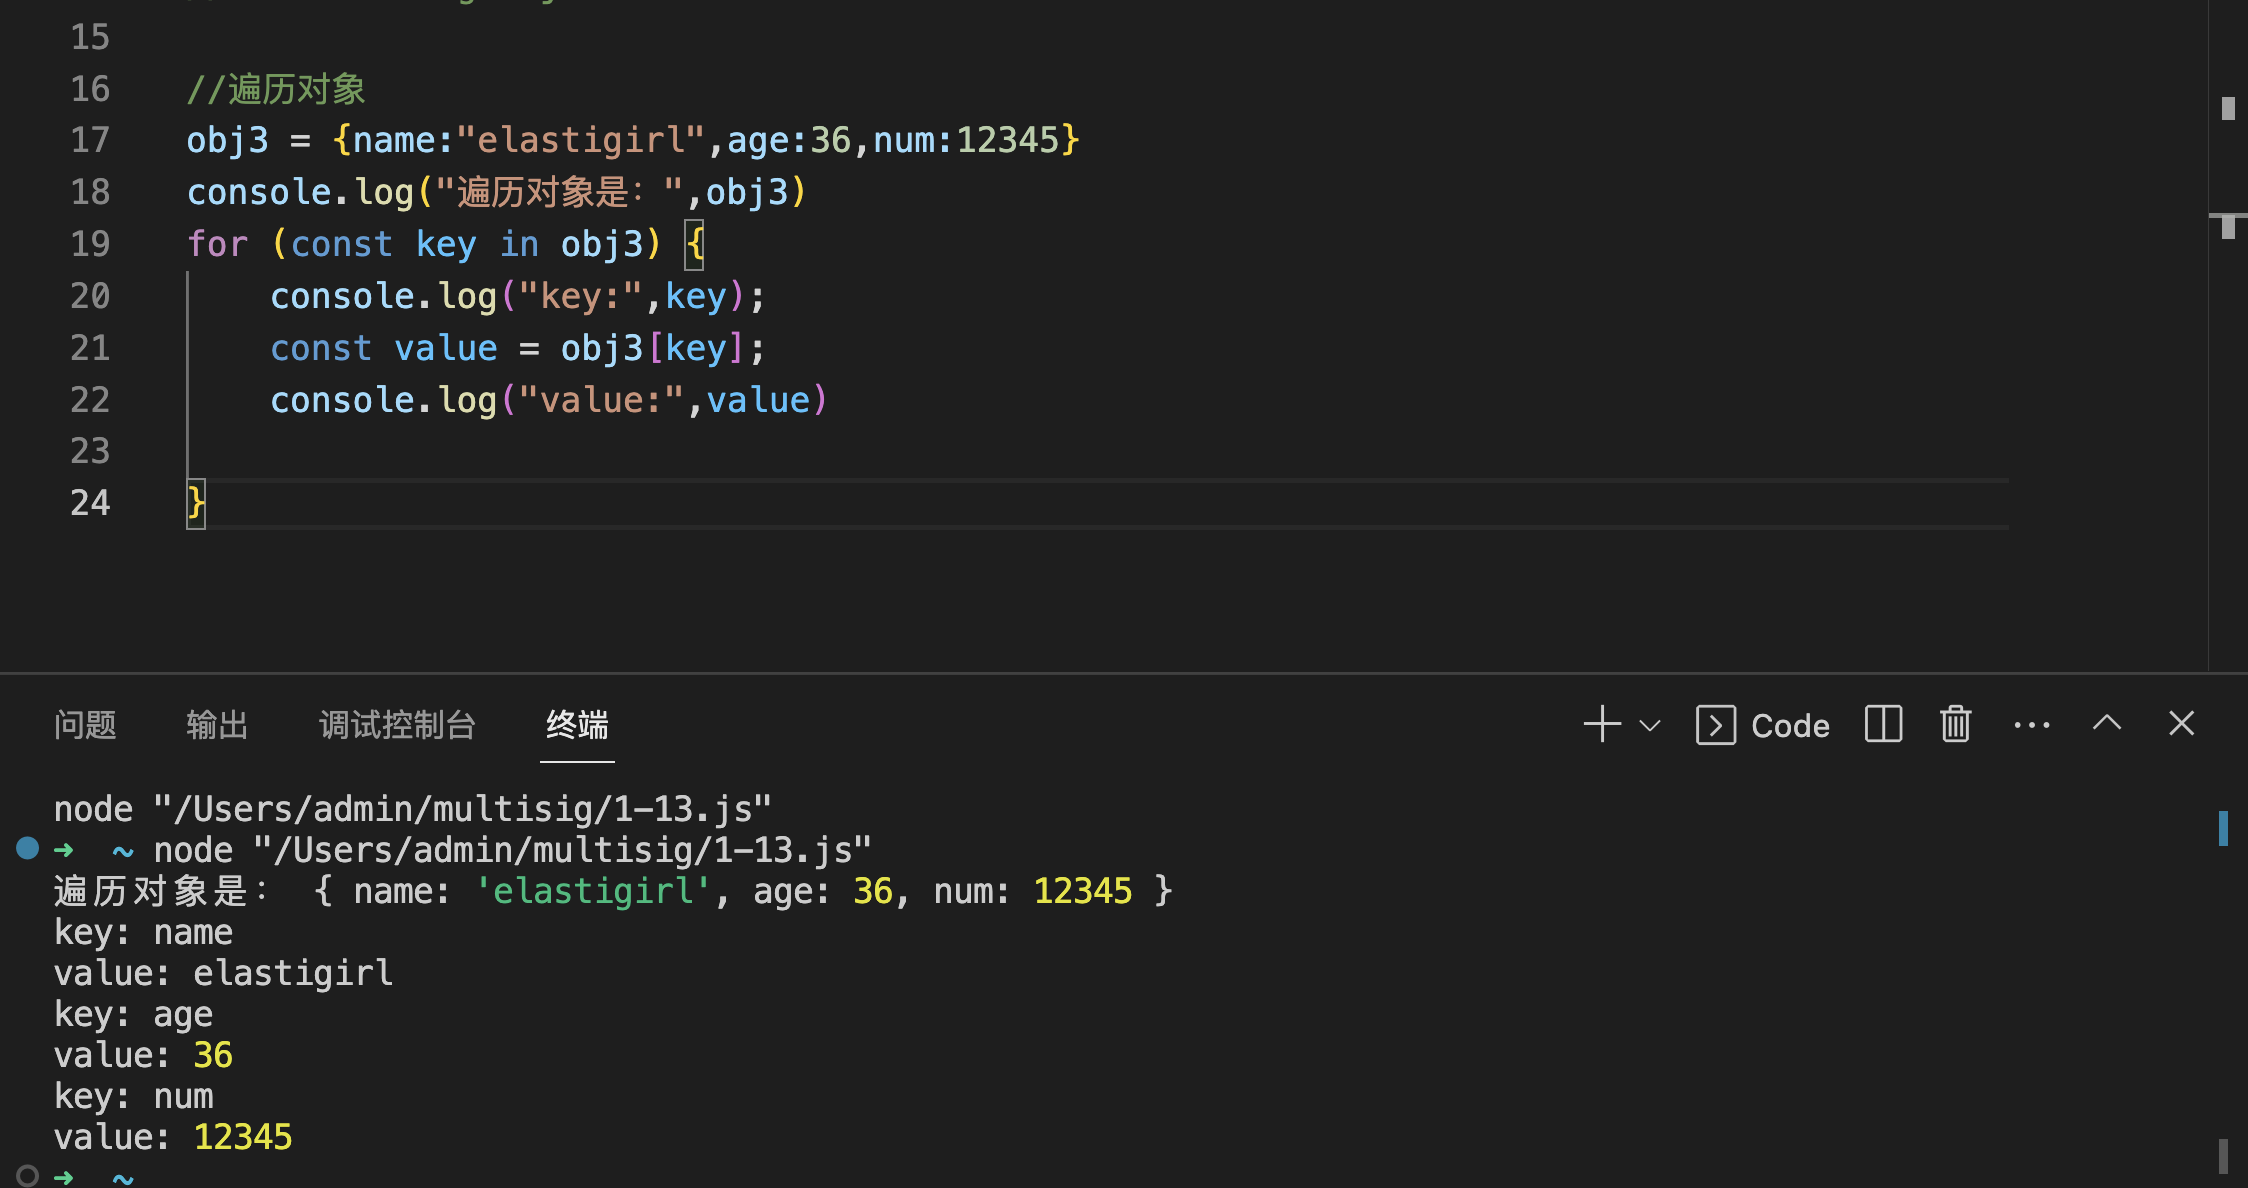 15
16 //遍历对象
17 obj3 = {name:"elastigirl",age:36,num:12345}
18 console.log("遍历对象是：",obj3)
19 for (const key in obj3) {
20 console.log("key:",key);
21 const value = obj3[key];
22 console.log("value:",value)
23
24 }
问题 输出 调试控制台 终端 Code
node "/Users/admin/multisig/1-13.js"
➜ ~ node "/Users/admin/multisig/1-13.js"
遍历对象是： { name: 'elastigirl', age: 36, num: 12345 }
key: name
value: elastigirl
key: age
value: 36
key: num
value: 12345
➜ ~